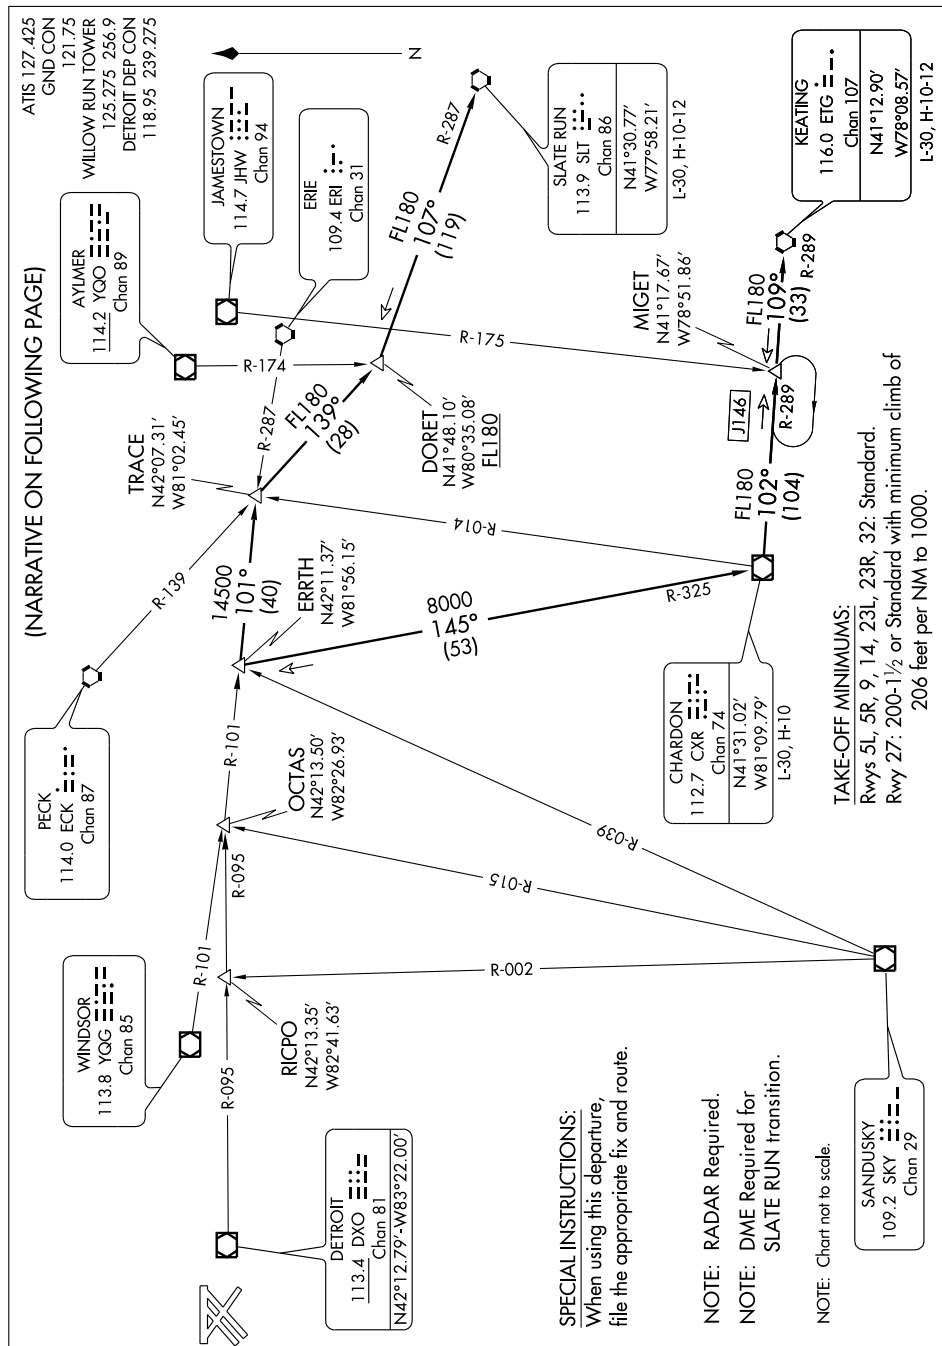 (NARRATIVE ON FOLLOWING PAGE)
ATIS 127.425
GND CON
121.75
WILLOW RUN TOWER
125.275 256.9
DETROIT DEP CON
118.95 239.275
N
PECK
114.0 ECK
Chan 87
AYLMER
114.2 YQO
Chan 89
JAMESTOWN
114.7 JHW
Chan 94
ERIE
109.4 ERI
Chan 31
WINDSOR
113.8 YQG
Chan 85
DETROIT
113.4 DXO
Chan 81
N42°12.79'-W83°22.00'
R-095
RICPO
N42°13.35'
W82°41.63'
R-095
R-101
OCTAS
N42°13.50'
W82°26.93'
R-101
ERRTH
N42°11.37'
W81°56.15'
14500
101°
(40)
R-139
TRACE
N42°07.31'
W81°02.45'
R-287
R-174
FL180
139°
(28)
DORET
N41°48.10'
W80°35.08'
FL180
FL180
107°
(119)
R-287
SLATE RUN
113.9 SLT
Chan 86
N41°30.77'
W77°58.21'
L-30, H-10-12
R-175
R-014
8000
145°
(53)
R-325
R-039
R-015
R-002
CHARDON
112.7 CXR
Chan 74
N41°31.02'
W81°09.79'
L-30, H-10
FL180
102°
(104)
J146
R-289
MIGET
N41°17.67'
W78°51.86'
FL180
109°
(33)
R-289
KEATING
116.0 ETG
Chan 107
N41°12.90'
W78°08.57'
L-30, H-10-12
SANDUSKY
109.2 SKY
Chan 29
SPECIAL INSTRUCTIONS:
When using this departure,
file the appropriate fix and route.
NOTE: RADAR Required.
NOTE: DME Required for
SLATE RUN transition.
NOTE: Chart not to scale.
TAKE-OFF MINIMUMS:
Rwys 5L, 5R, 9, 14, 23L, 23R, 32: Standard.
Rwy 27: 200-1½ or Standard with minimum climb of
206 feet per NM to 1000.